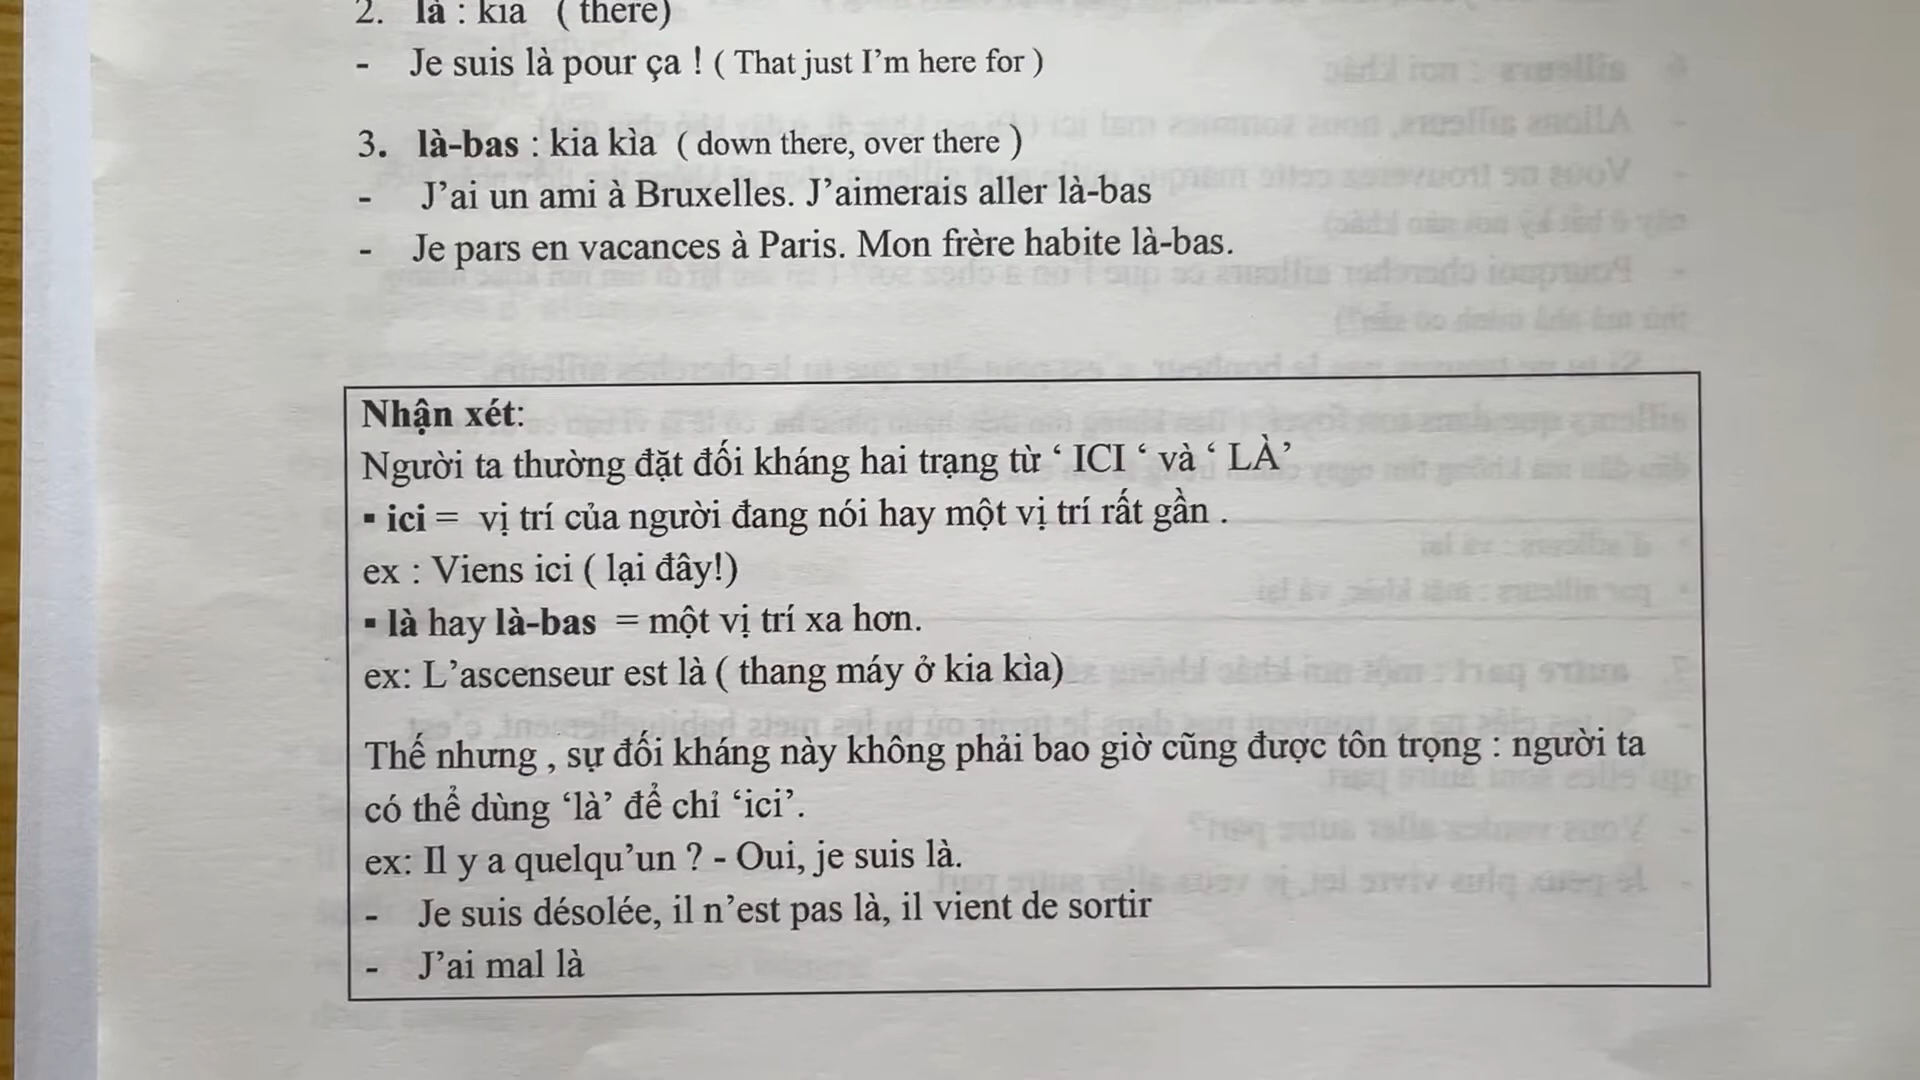 2. là : kia ( there)
- Je suis là pour ça ! ( That just I’m here for )
3. là-bas : kia kìa ( down there, over there )
- J’ai un ami à Bruxelles. J’aimerais aller là-bas
- Je pars en vacances à Paris. Mon frère habite là-bas.
Nhận xét:
Người ta thường đặt đối kháng hai trạng từ ‘ ICI ‘ và ‘ LÀ’
▪ ici = vị trí của người đang nói hay một vị trí rất gần .
ex : Viens ici ( lại đây!)
▪ là hay là-bas = một vị trí xa hơn.
ex: L’ascenseur est là ( thang máy ở kia kìa)
Thế nhưng , sự đối kháng này không phải bao giờ cũng được tôn trọng : người ta
có thể dùng ‘là’ để chỉ ‘ici’.
ex: Il y a quelqu’un ? - Oui, je suis là.
- Je suis désolée, il n’est pas là, il vient de sortir
- J’ai mal là